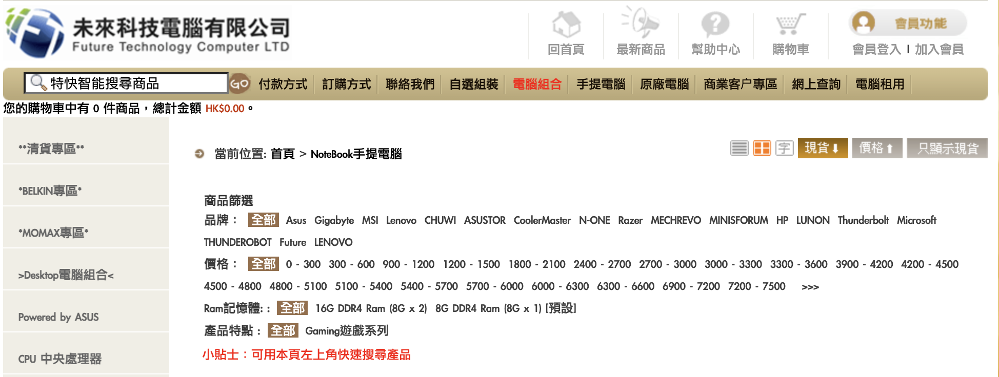 未來科技電腦有限公司
Future Technology Computer LTD
回首頁
最新商品
幫助中心
購物車
會員功能
會員登入 | 加入會員
特快智能搜尋商品
GO
付款方式
訂購方式
聯絡我們
自選組裝
電腦組合
手提電腦
原廠電腦
商業客户專區
網上查詢
電腦租用
您的購物車中有 0 件商品，總計金額 HK$0.00。
**清貨專區**
*BELKIN專區*
*MOMAX專區*
>Desktop電腦組合<
Powered by ASUS
CPU 中央處理器
當前位置: 首頁 > NoteBook手提電腦
字
現貨⬇
價格⬆
只顯示現貨
商品篩選
品牌： 全部 Asus Gigabyte MSI Lenovo CHUWI ASUSTOR CoolerMaster N-ONE Razer MECHREVO MINISFORUM HP LUNON Thunderbolt Microsoft
THUNDEROBOT Future LENOVO
價格： 全部 0 - 300 300 - 600 900 - 1200 1200 - 1500 1800 - 2100 2400 - 2700 2700 - 3000 3000 - 3300 3300 - 3600 3900 - 4200 4200 - 4500
4500 - 4800 4800 - 5100 5100 - 5400 5400 - 5700 5700 - 6000 6000 - 6300 6300 - 6600 6900 - 7200 7200 - 7500 >>>
Ram記憶體: : 全部 16G DDR4 Ram (8G x 2) 8G DDR4 Ram (8G x 1) [預設]
產品特點： 全部 Gaming遊戲系列
小貼士：可用本頁左上角快速搜尋產品